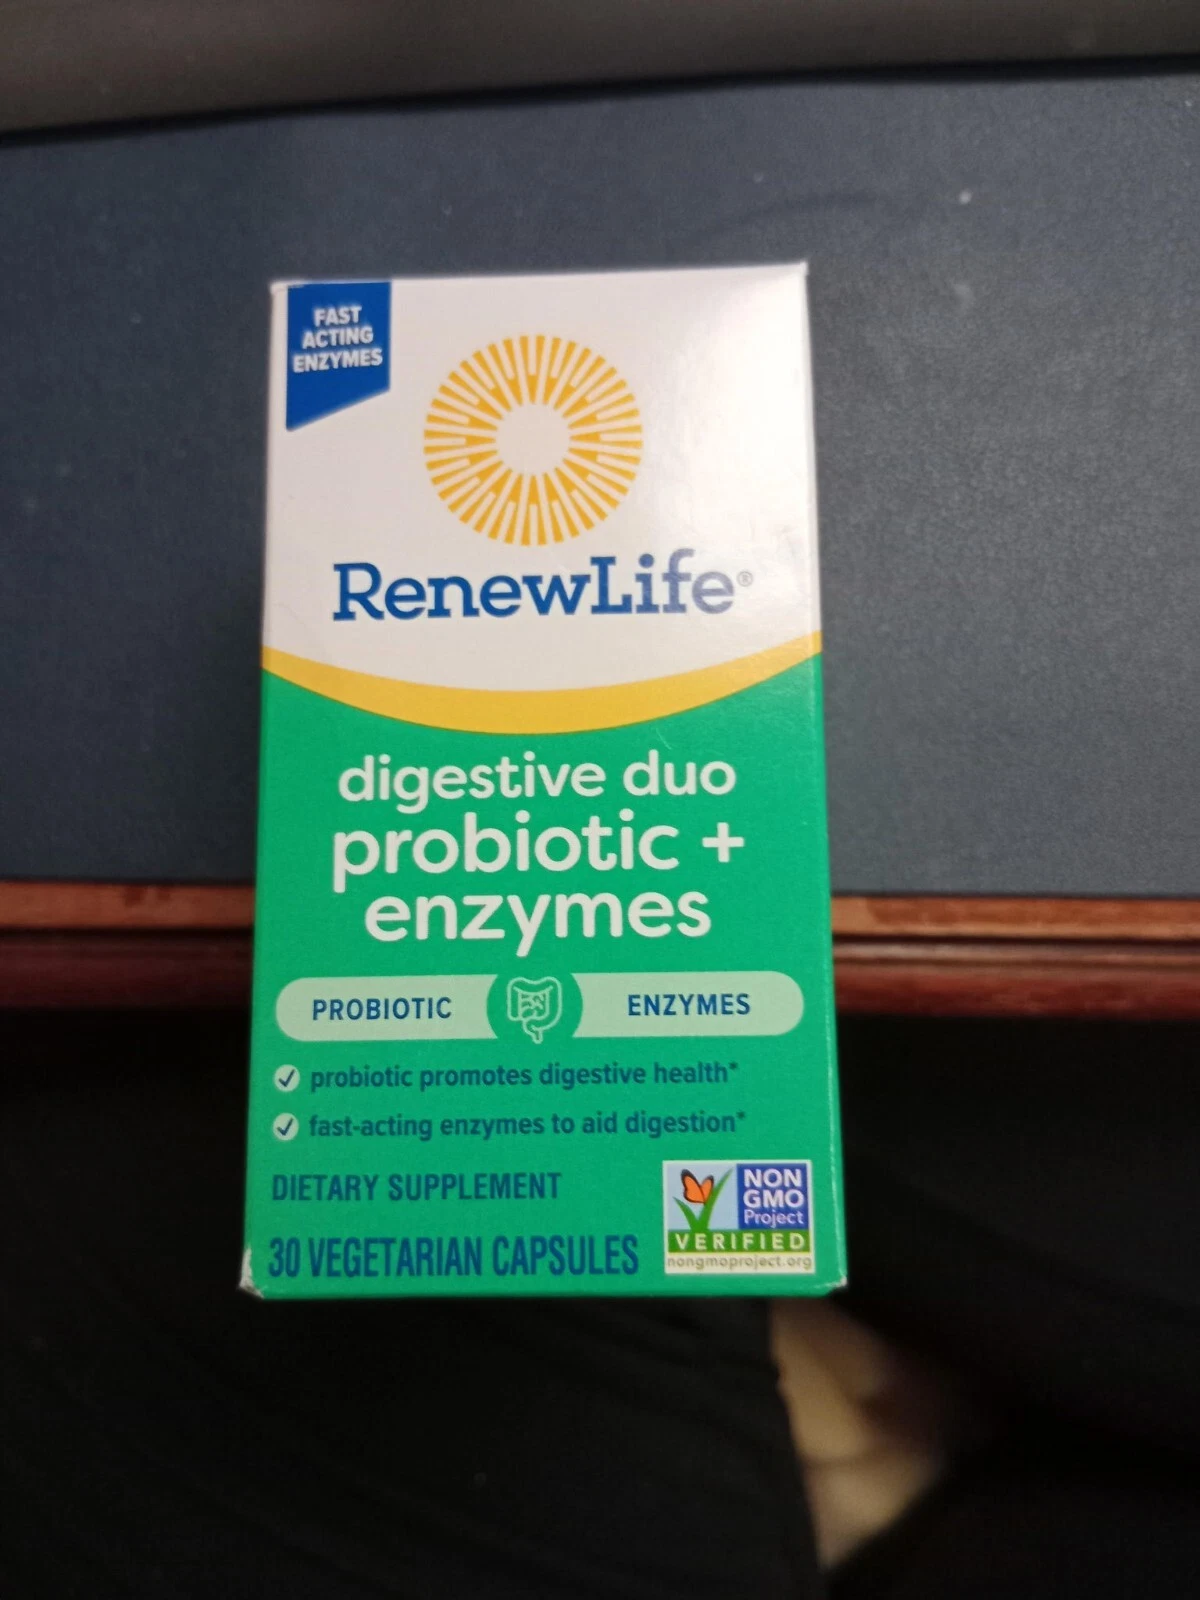 FAST
ACTING
ENZYMES
RenewLife®
digestive duo
probiotic +
enzymes
PROBIOTIC ENZYMES
probiotic promotes digestive health*
fast-acting enzymes to aid digestion*
DIETARY SUPPLEMENT
30 VEGETARIAN CAPSULES
NON
GMO
Project
VERIFIED
nongmoproject.org